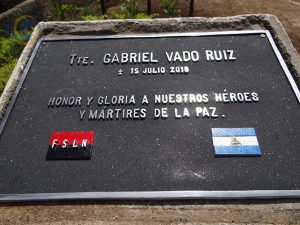 TTE. GABRIEL VADO RUIZ
± 15 JULIO 2018
HONOR Y GLORIA A NUESTROS HÉROES
Y MÁRTIRES DE LA PAZ.
FSLN